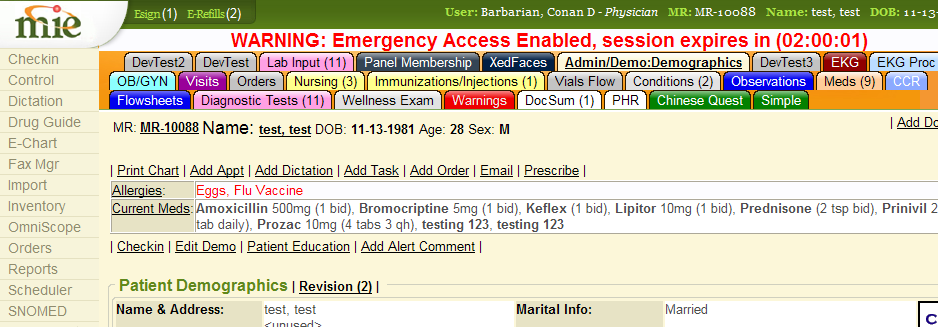 mie
Esign (1) E-Refills (2)
User: Barbarian, Conan D - Physician MR: MR-10088 Name: test, test DOB: 11-13-
WARNING: Emergency Access Enabled, session expires in (02:00:01)
DevTest2 DevTest Lab Input (11) Panel Membership XedFaces Admin/Demo:Demographics DevTest3 EKG EKG Proc
OB/GYN Visits Orders Nursing (3) Immunizations/Injections (1) Vials Flow Conditions (2) Observations Meds (9) CCR
Flowsheets Diagnostic Tests (11) Wellness Exam Warnings DocSum (1) PHR Chinese Quest Simple
Checkin
Control
Dictation
Drug Guide
E-Chart
Fax Mgr
Import
Inventory
OmniScope
Orders
Reports
Scheduler
SNOMED
MR: MR-10088 Name: test, test DOB: 11-13-1981 Age: 28 Sex: M
| Add Do
| Print Chart | Add Appt | Add Dictation | Add Task | Add Order | Email | Prescribe |
Allergies: Eggs, Flu Vaccine
Current Meds: Amoxicillin 500mg (1 bid), Bromocriptine 5mg (1 bid), Keflex (1 bid), Lipitor 10mg (1 bid), Prednisone (2 tsp bid), Prinivil 2
tab daily), Prozac 10mg (4 tabs 3 qh), testing 123, testing 123
| Checkin | Edit Demo | Patient Education | Add Alert Comment |
Patient Demographics | Revision (2) |
Name & Address: test, test Marital Info: Married
<unused>